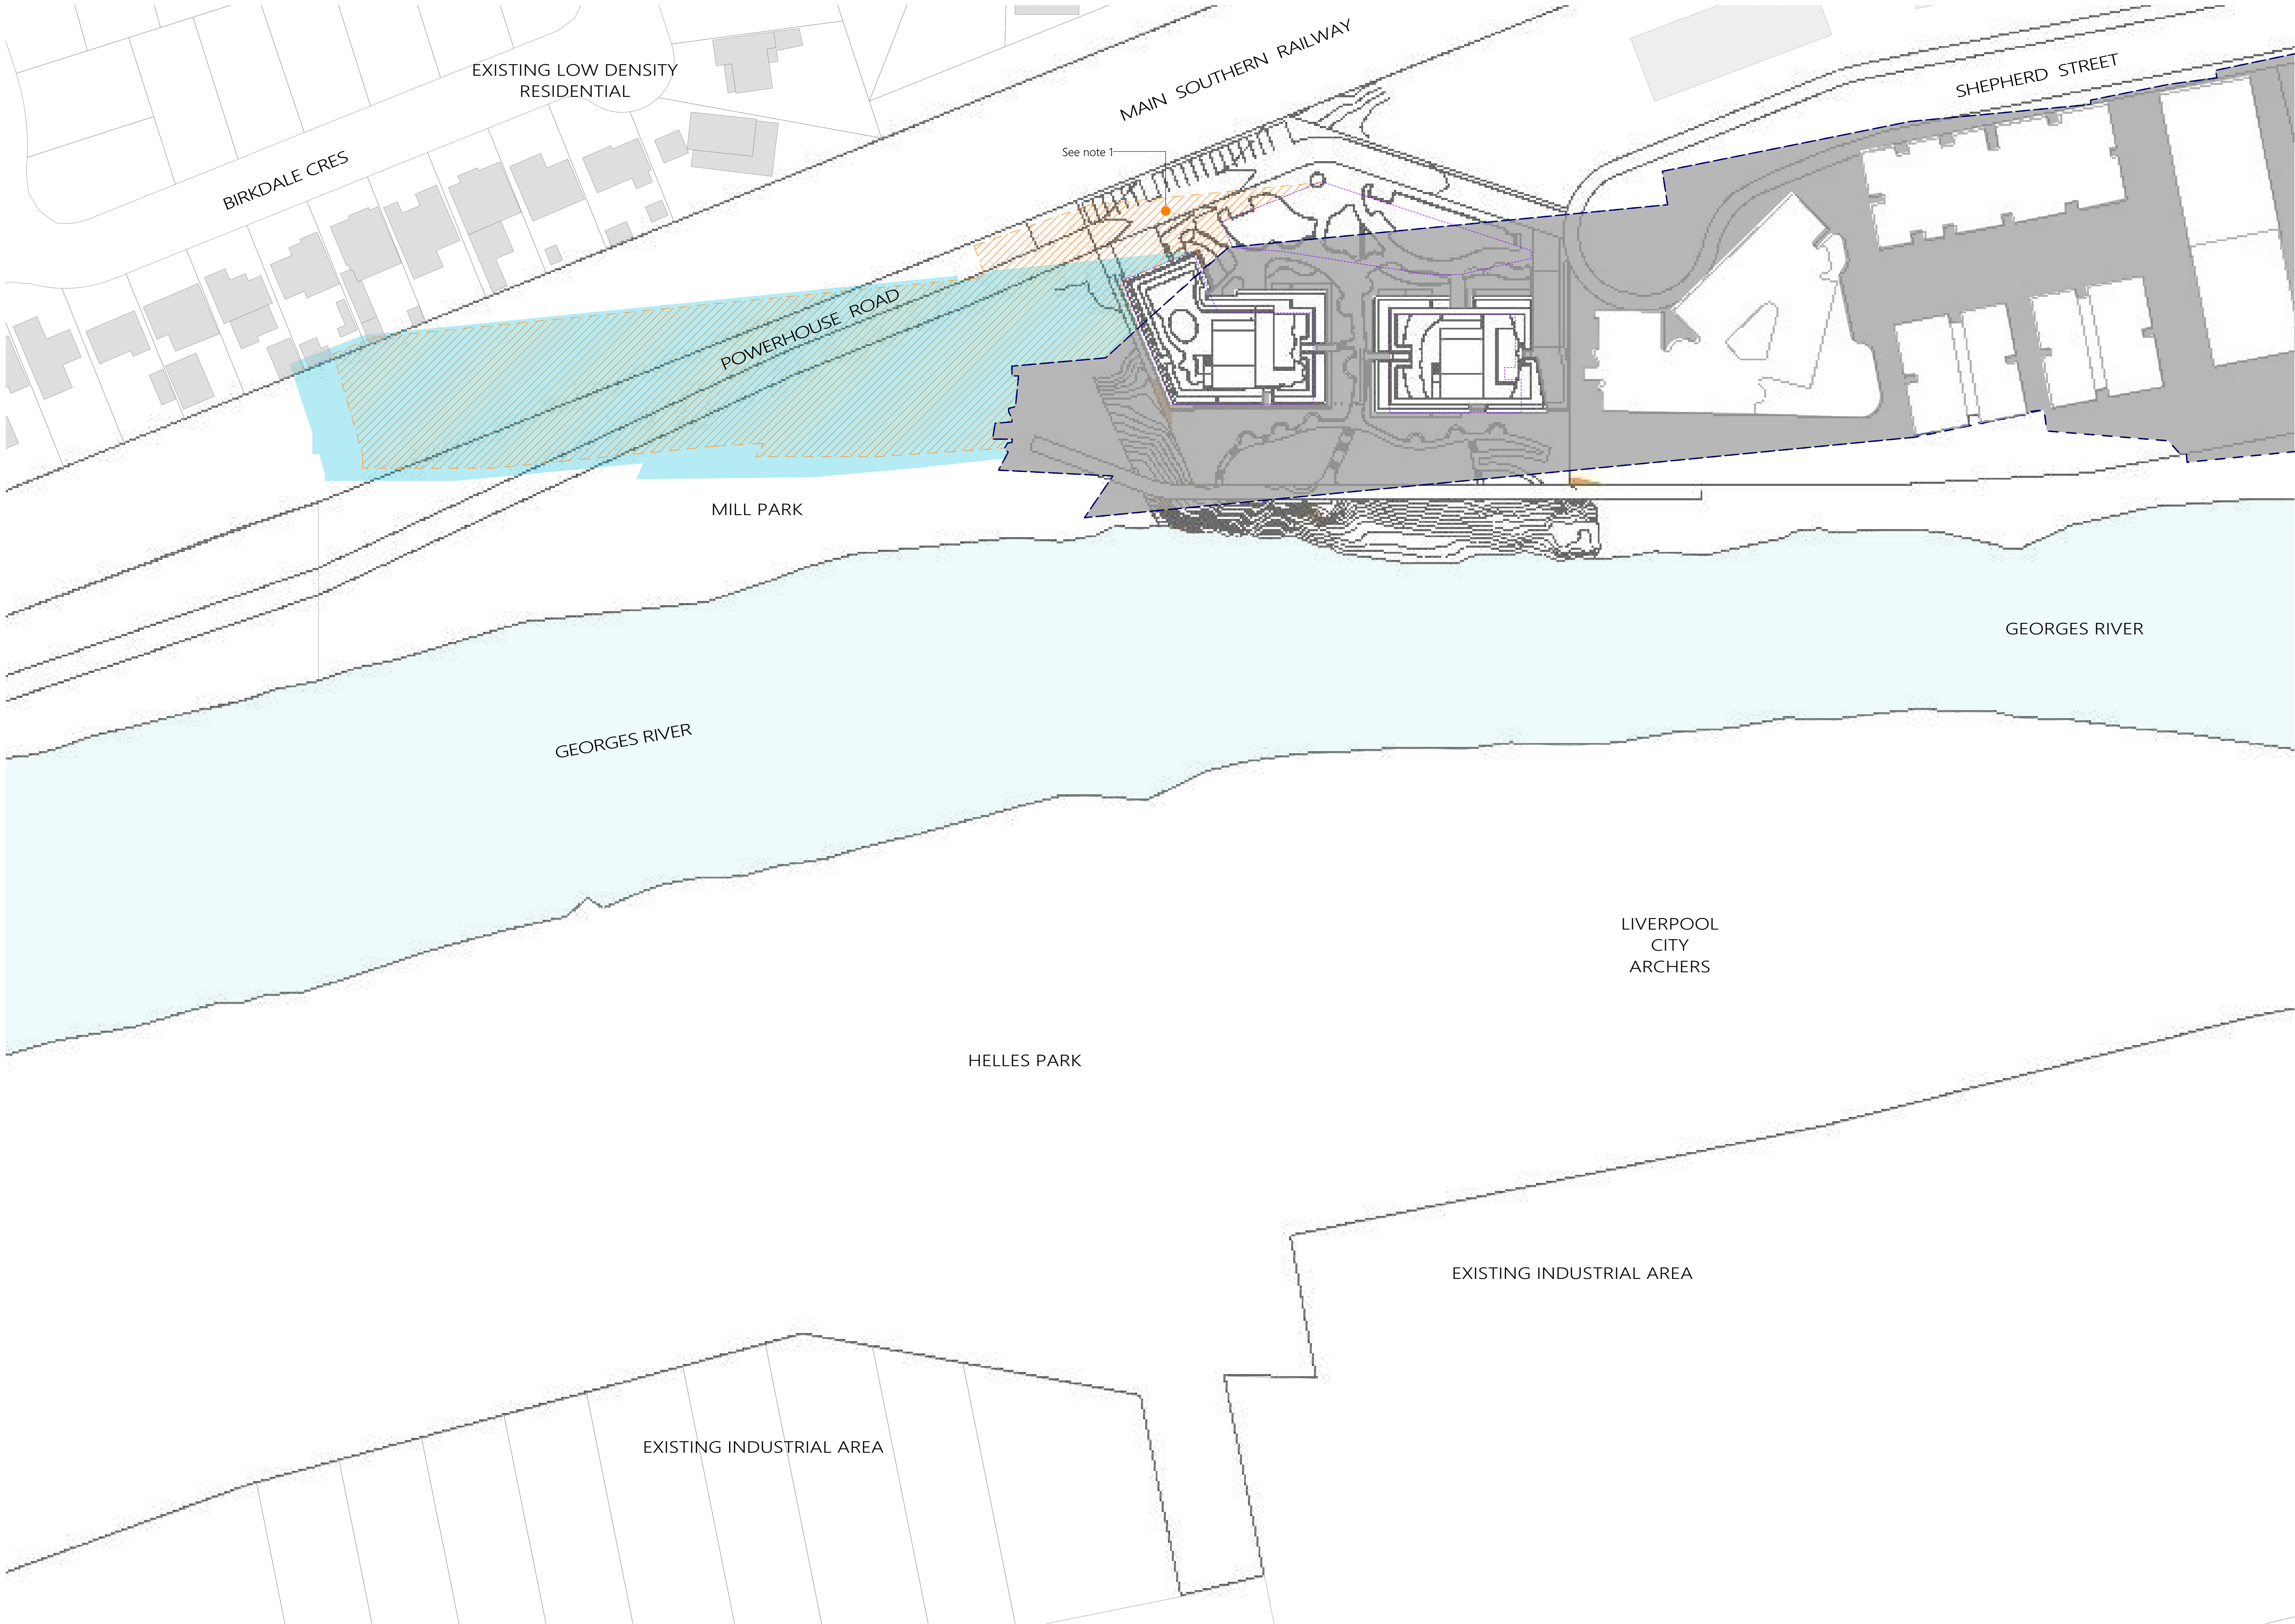 EXISTING LOW DENSITY
RESIDENTIAL
MAIN SOUTHERN RAILWAY
SHEPHERD STREET
See note 1
BIRKDALE CRES
POWERHOUSE ROAD
MILL PARK
GEORGES RIVER
GEORGES RIVER
LIVERPOOL
CITY
ARCHERS
HELLES PARK
EXISTING INDUSTRIAL AREA
EXISTING INDUSTRIAL AREA